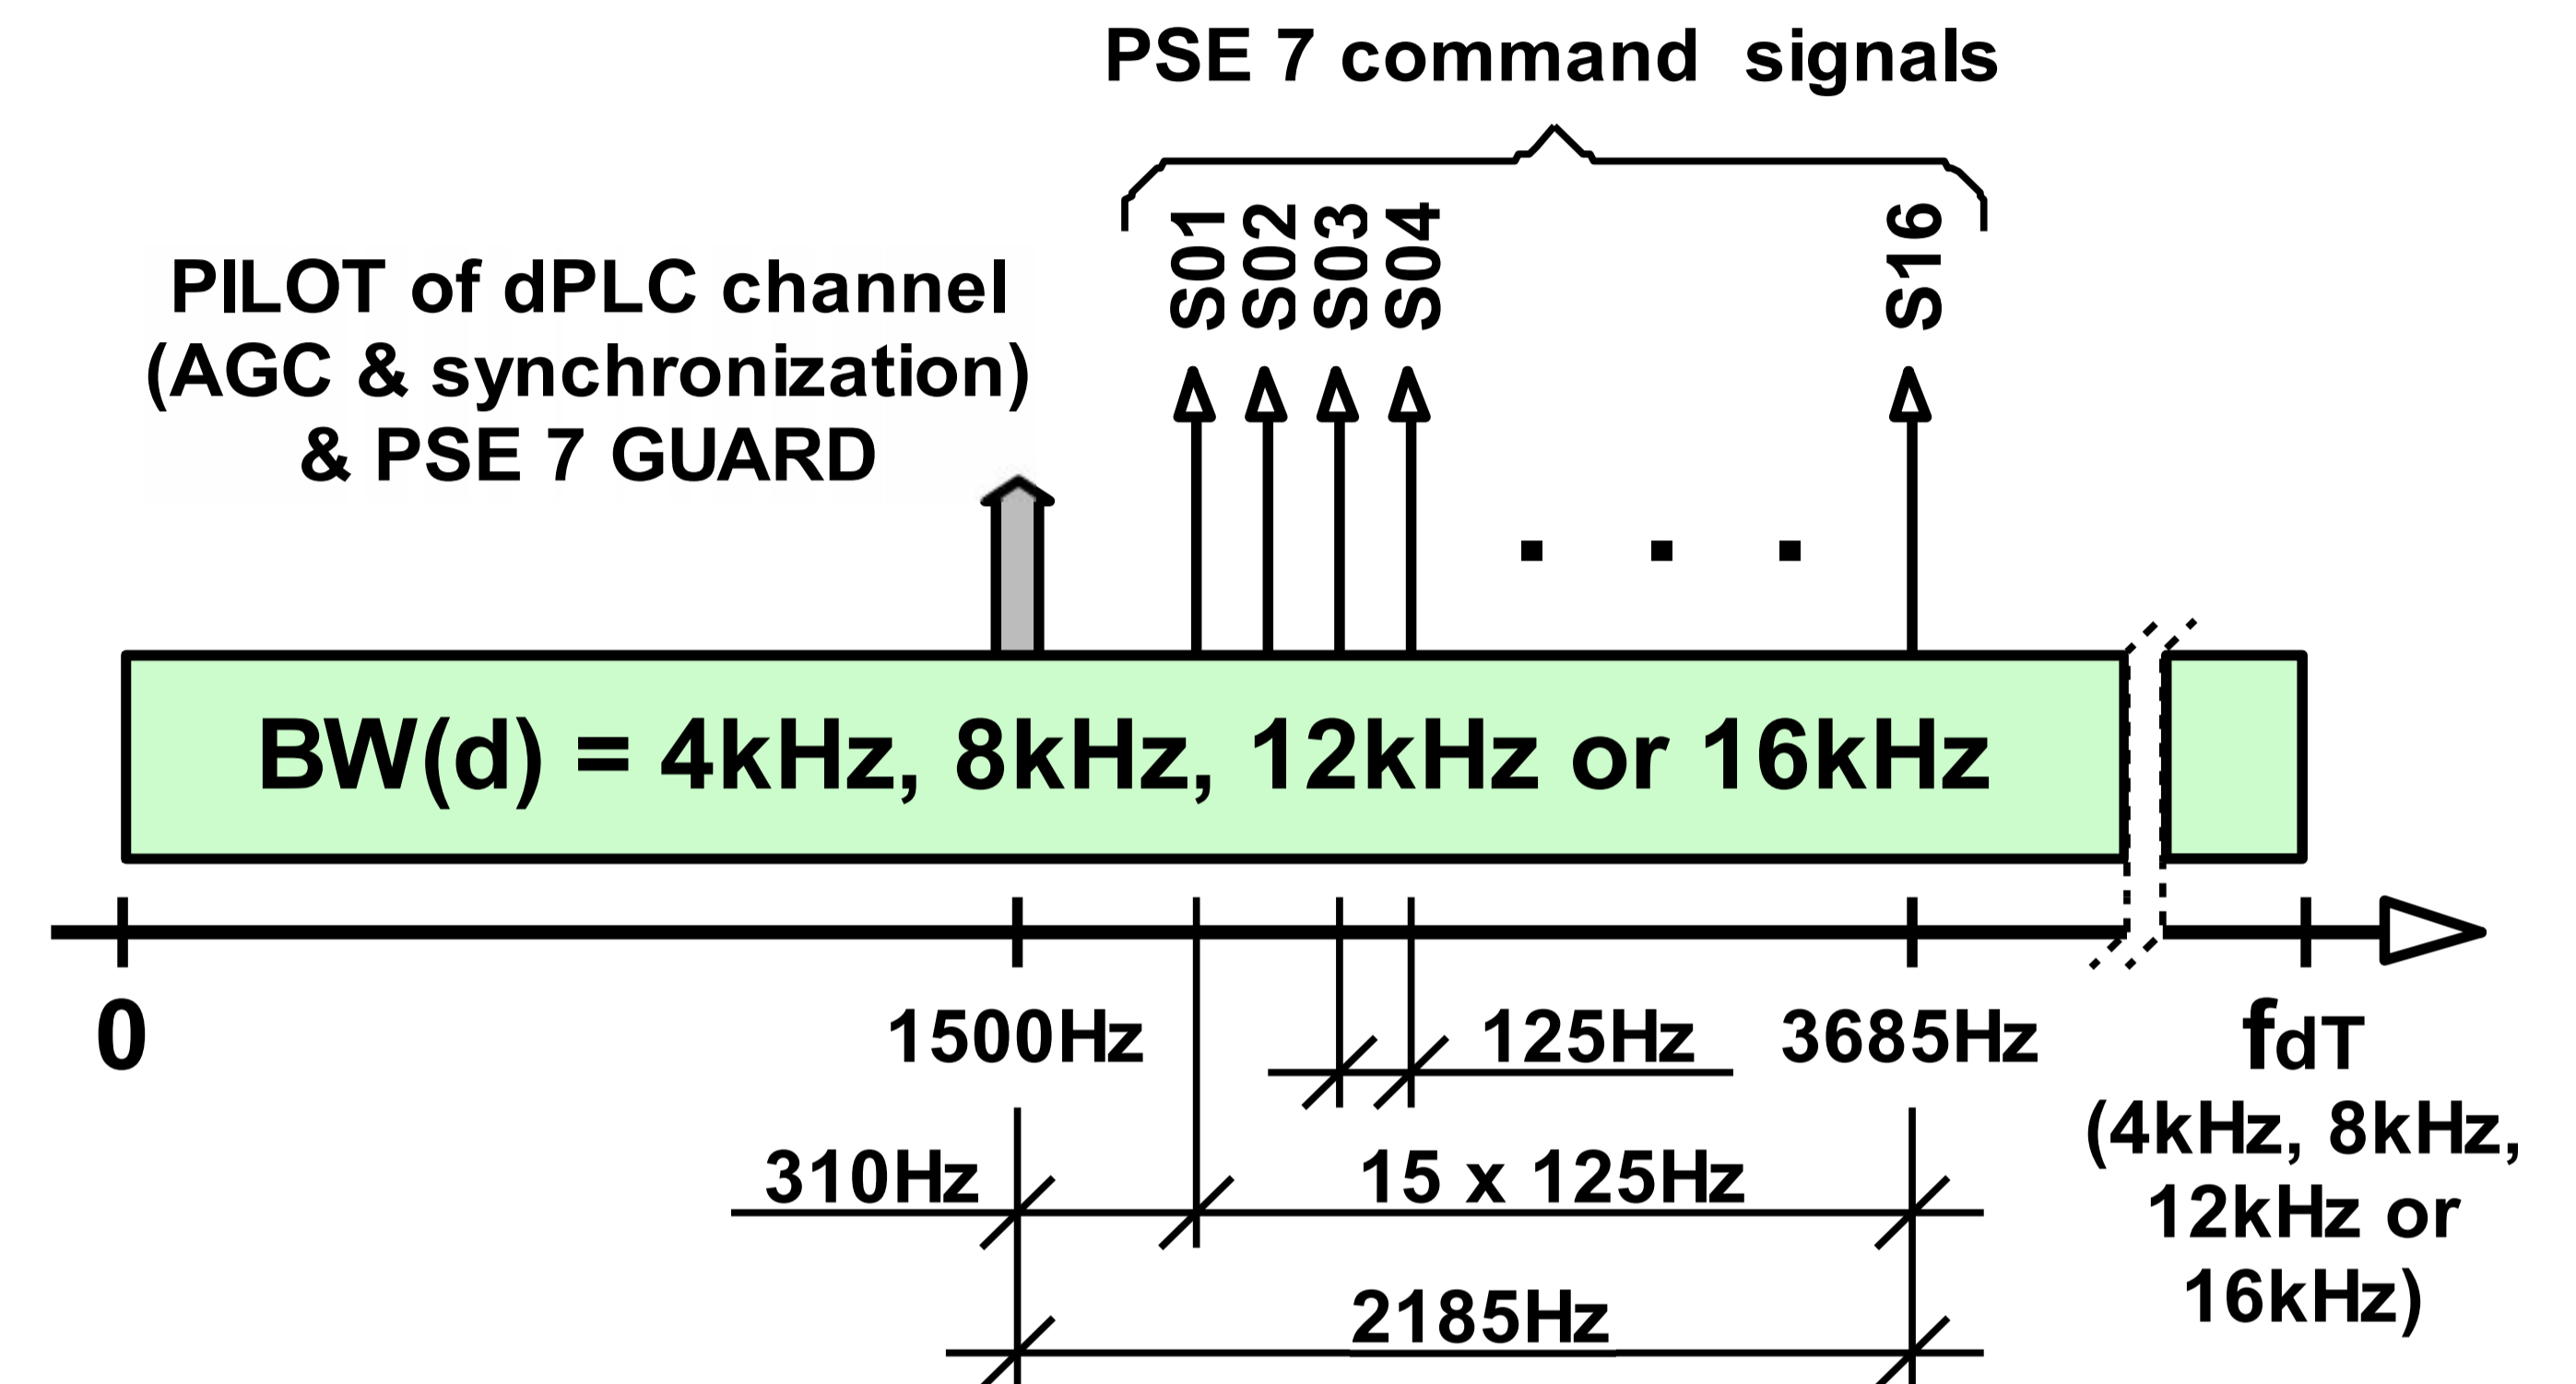 PSE 7 command signals
S01
S02
S03
S04
S16
PILOT of dPLC channel
(AGC & synchronization)
& PSE 7 GUARD
. . .
BW(d) = 4kHz, 8kHz, 12kHz or 16kHz
0
1500Hz
125Hz
3685Hz
fdT
(4kHz, 8kHz,
12kHz or
16kHz)
310Hz
15 x 125Hz
2185Hz